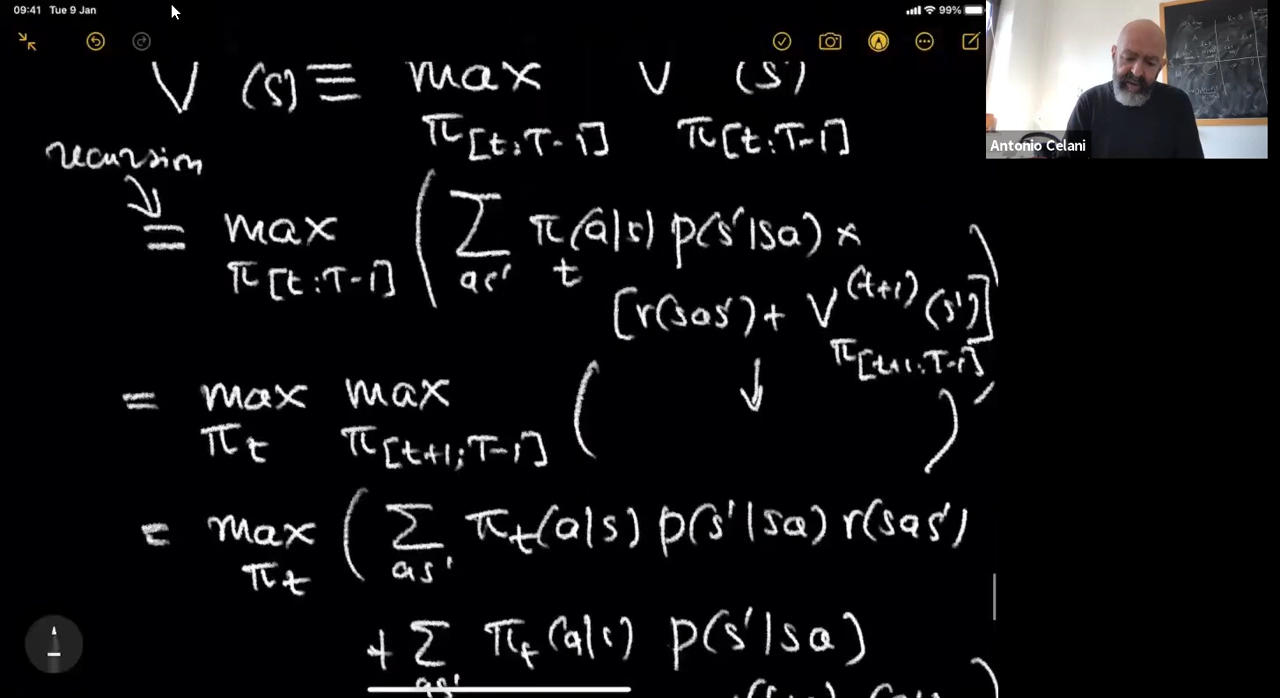 09:41 Tue 9 Jan 99%
V (s) ≡ max V (s)
π[t:T-1] π[t:T-1]
recursion
= max ( Σ π(a|s) p(s'|sa) ×
π[t:T-1] as' t
[r(sas') + V^(t+1) (s')] )
π[t+1:T-1]
= max max ( ↓ )
πt π[t+1:T-1]
= max ( Σ πt(a|s) p(s'|sa) r(sas')
πt as'
+ Σ πt(a|s) p(s'|sa)
as'
Antonio Celani